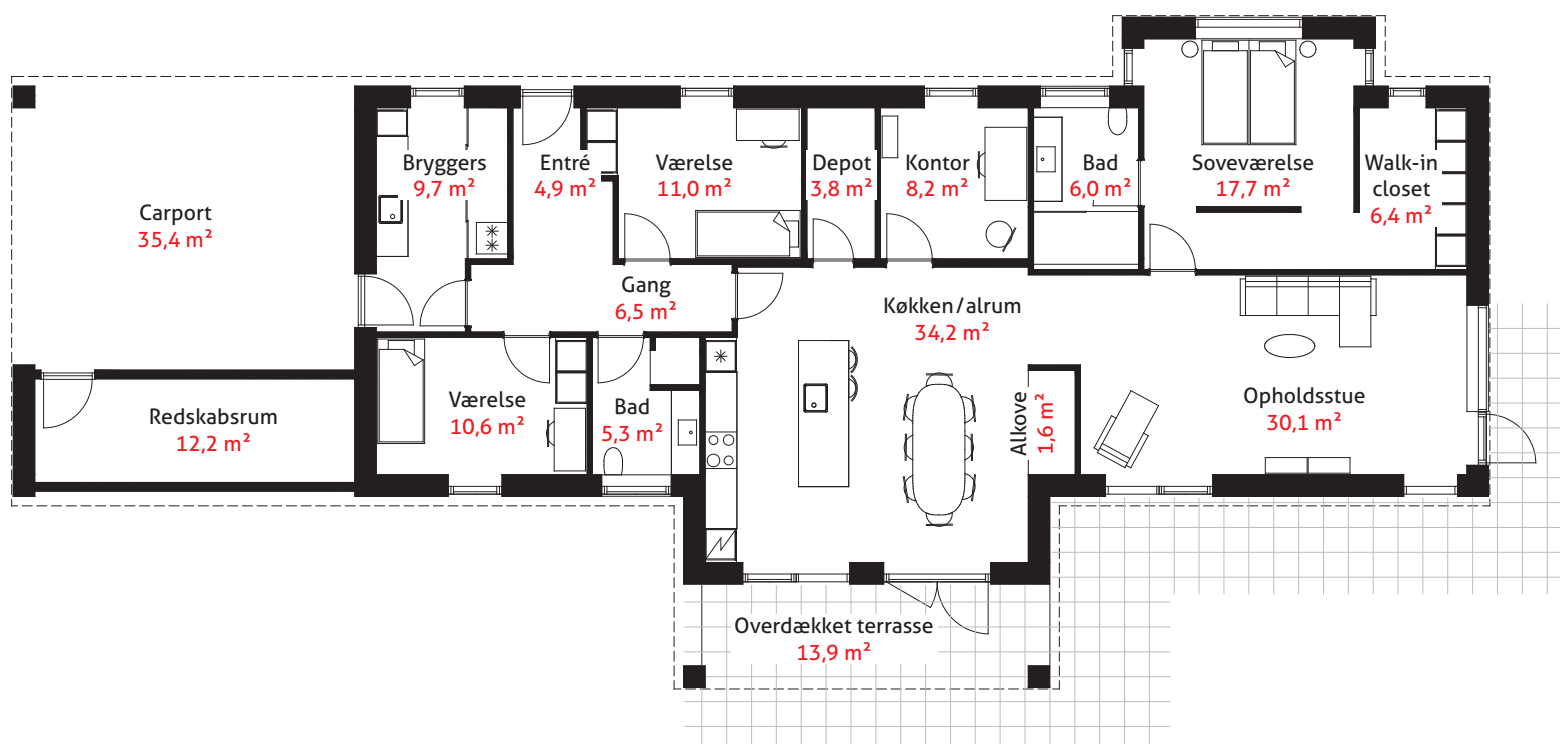 Carport
35,4 m²
Redskabsrum
12,2 m²
Bryggers
9,7 m²
Entré
4,9 m²
Værelse
11,0 m²
Depot
3,8 m²
Kontor
8,2 m²
Bad
6,0 m²
Soveværelse
17,7 m²
Walk-in
closet
6,4 m²
Gang
6,5 m²
Køkken/alrum
34,2 m²
Værelse
10,6 m²
Bad
5,3 m²
Alkove
1,6 m²
Opholdsstue
30,1 m²
Overdækket terrasse
13,9 m²